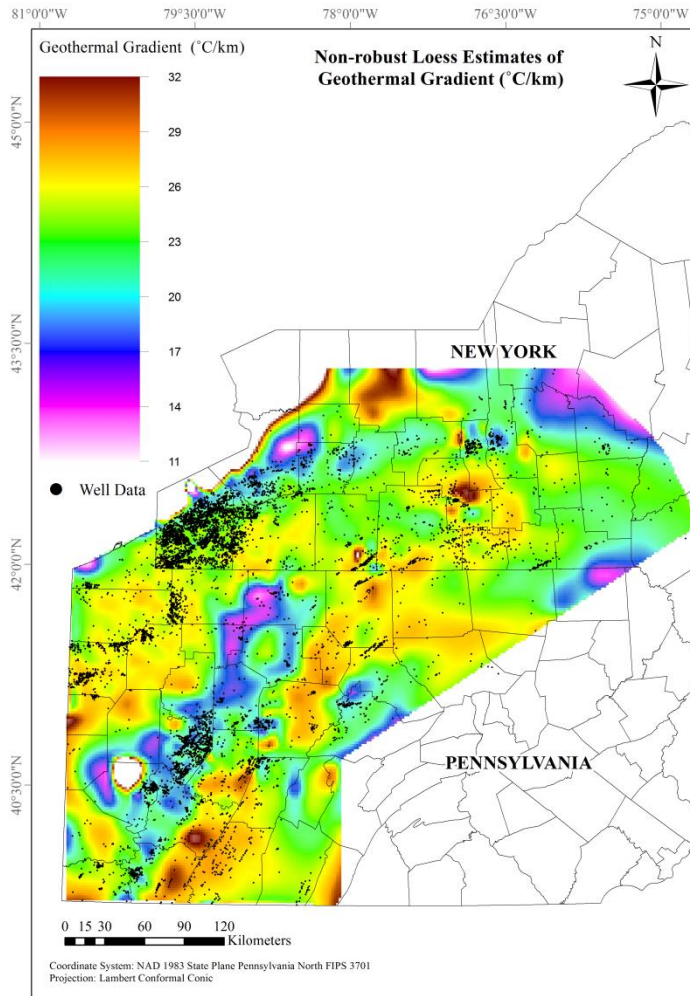 81°0'0"W 79°30'0"W 78°0'0"W 76°30'0"W 75°0'0"W
Geothermal Gradient (˚C/km)
Non-robust Loess Estimates of
Geothermal Gradient (˚C/km)
N
32
29
26
23
20
17
14
11
Well Data
45°0'0"N
43°30'0"N
42°0'0"N
40°30'0"N
NEW YORK
PENNSYLVANIA
0 15 30 60 90 120
Kilometers
Coordinate System: NAD 1983 State Plane Pennsylvania North FIPS 3701
Projection: Lambert Conformal Conic